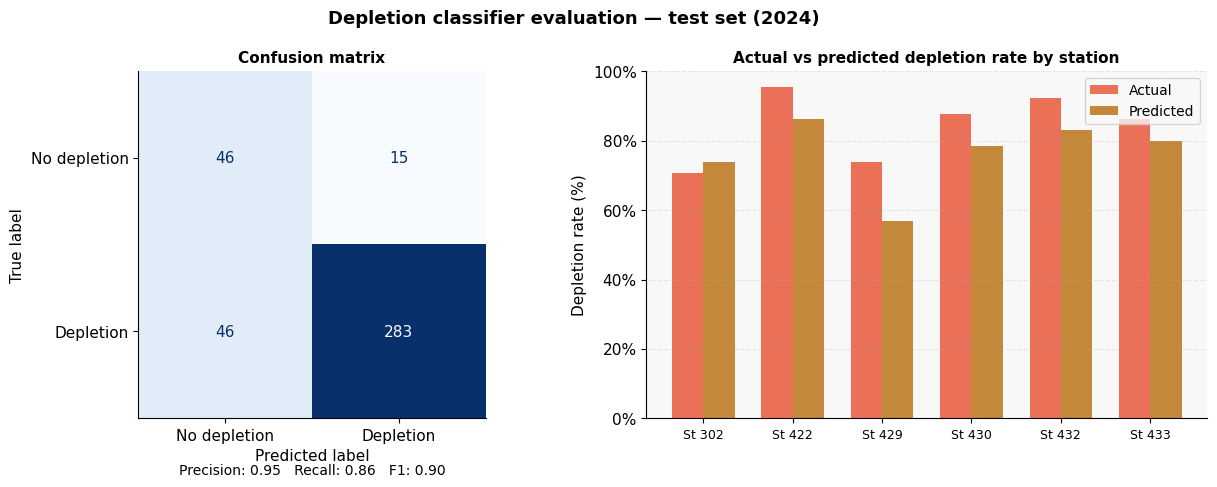 Depletion classifier evaluation — test set (2024)
Confusion matrix
True label
No depletion
46
15
Depletion
46
283
No depletion
Depletion
Predicted label
Precision: 0.95   Recall: 0.86   F1: 0.90
Actual vs predicted depletion rate by station
Depletion rate (%)
100%
80%
60%
40%
20%
0%
Actual
Predicted
St 302
St 422
St 429
St 430
St 432
St 433